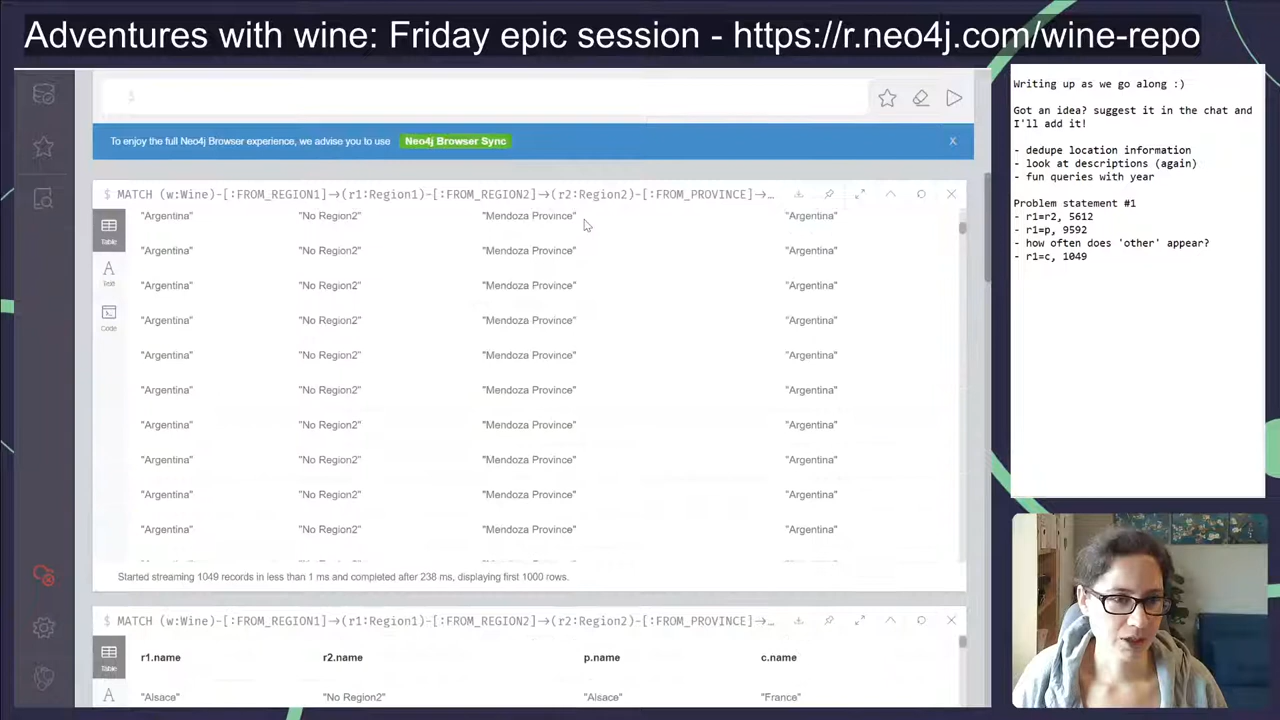 Adventures with wine: Friday epic session - https://r.neo4j.com/wine-repo
$
To enjoy the full Neo4j Browser experience, we advise you to use Neo4j Browser Sync X
$ MATCH (w:Wine)-[:FROM_REGION1]→(r1:Region1)-[:FROM_REGION2]→(r2:Region2)-[:FROM_PROVINCE]→…
"Argentina" "No Region2" "Mendoza Province" "Argentina"
"Argentina" "No Region2" "Mendoza Province" "Argentina"
"Argentina" "No Region2" "Mendoza Province" "Argentina"
"Argentina" "No Region2" "Mendoza Province" "Argentina"
"Argentina" "No Region2" "Mendoza Province" "Argentina"
"Argentina" "No Region2" "Mendoza Province" "Argentina"
"Argentina" "No Region2" "Mendoza Province" "Argentina"
"Argentina" "No Region2" "Mendoza Province" "Argentina"
"Argentina" "No Region2" "Mendoza Province" "Argentina"
"Argentina" "No Region2" "Mendoza Province" "Argentina"
Table
A
Text
Code
Started streaming 1049 records in less than 1 ms and completed after 238 ms, displaying first 1000 rows.
$ MATCH (w:Wine)-[:FROM_REGION1]→(r1:Region1)-[:FROM_REGION2]→(r2:Region2)-[:FROM_PROVINCE]→…
Table
A
r1.name r2.name p.name c.name
"Alsace" "No Region2" "Alsace" "France"
Writing up as we go along :)
Got an idea? suggest it in the chat and
I'll add it!
- dedupe location information
- look at descriptions (again)
- fun queries with year
Problem statement #1
- r1=r2, 5612
- r1=p, 9592
- how often does 'other' appear?
- r1=c, 1049